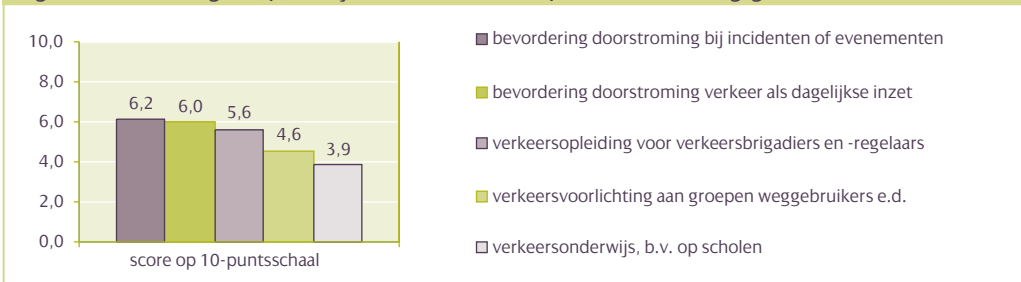 10,0
8,0
6,0
4,0
2,0
0,0
6,2
6,0
5,6
4,6
3,9
score op 10-puntsschaal
bevordering doorstroming bij incidenten of evenementen
bevordering doorstroming verkeer als dagelijkse inzet
verkeersopleiding voor verkeersbrigadiers en -regelaars
verkeersvoorlichting aan groepen weggebruikers e.d.
verkeersonderwijs, b.v. op scholen